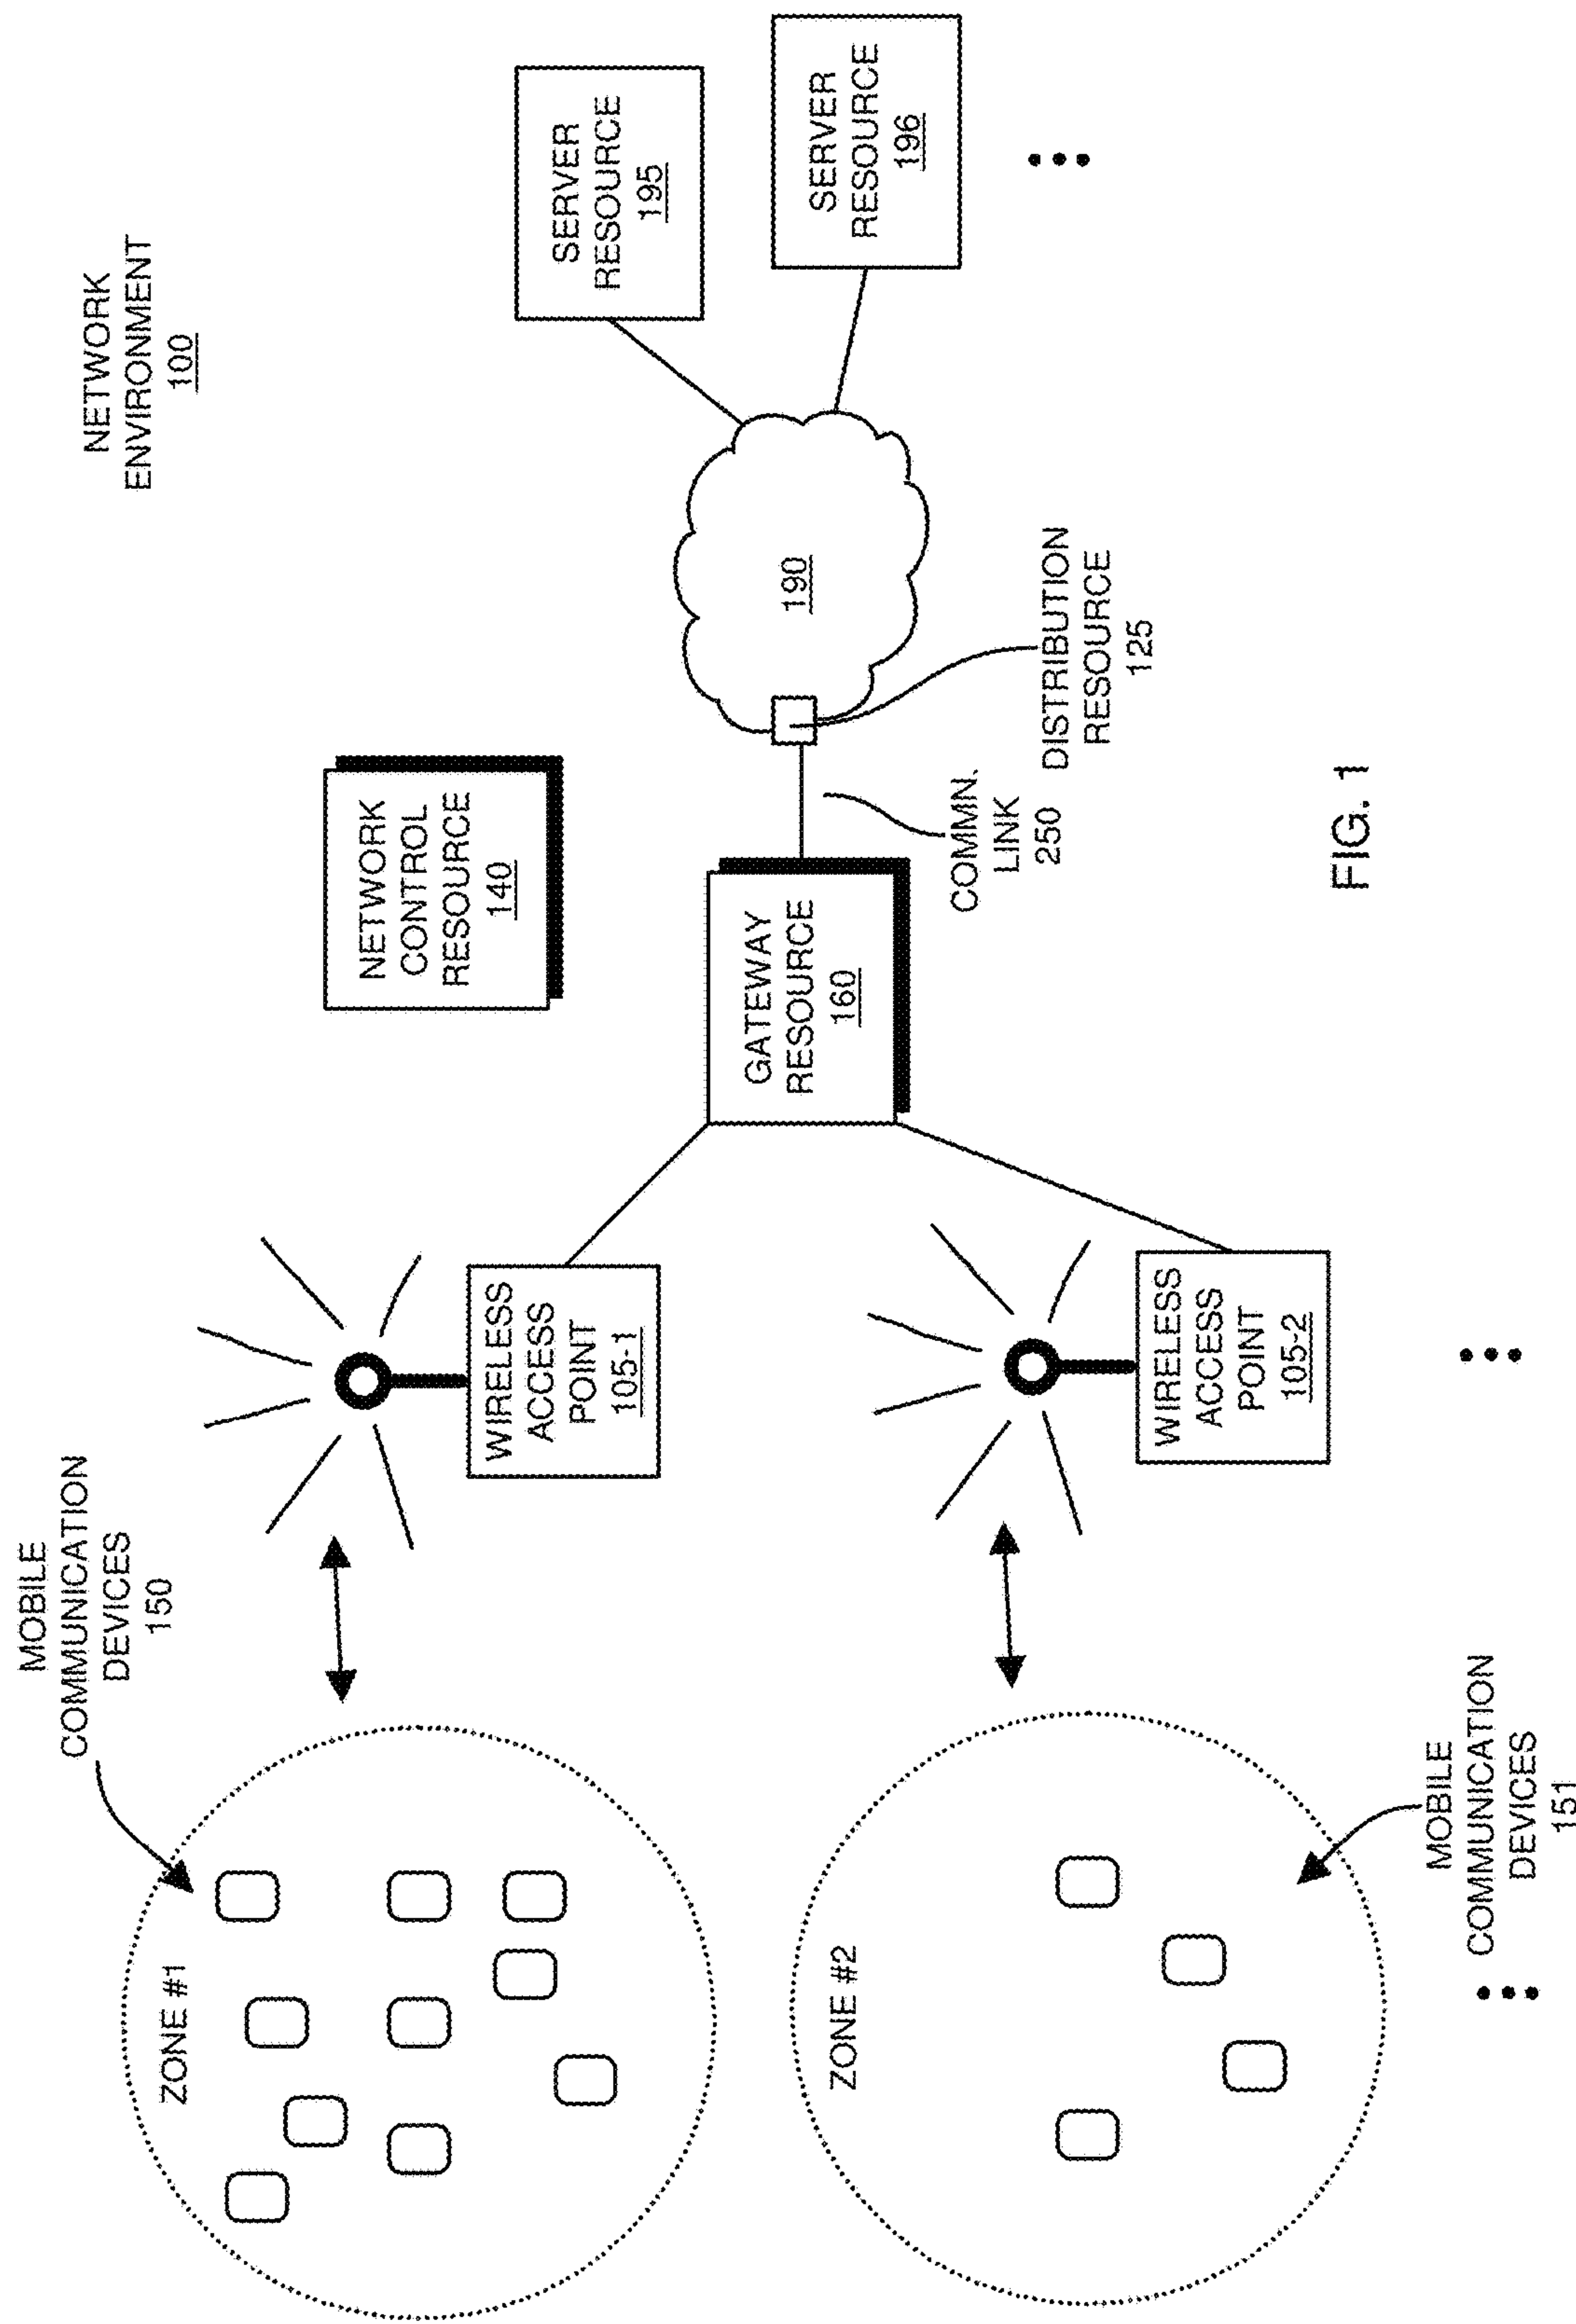 NETWORK
ENVIRONMENT
100
MOBILE
COMMUNICATION
DEVICES
150
ZONE #1
WIRELESS
ACCESS
POINT
105-1
NETWORK
CONTROL
RESOURCE
140
SERVER
RESOURCE
195
GATEWAY
RESOURCE
160
190
SERVER
RESOURCE
196
ZONE #2
WIRELESS
ACCESS
POINT
105-2
COMMN.
LINK
250
DISTRIBUTION
RESOURCE
125
MOBILE
COMMUNICATION
DEVICES
151
FIG. 1